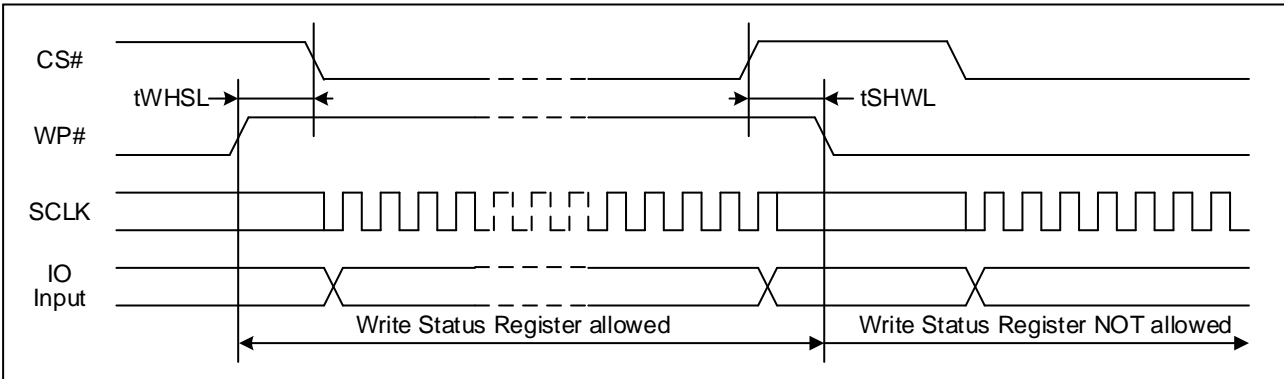 CS#
tWHSL
tSHWL
WP#
SCLK
IO
Input
Write Status Register allowed
Write Status Register NOT allowed